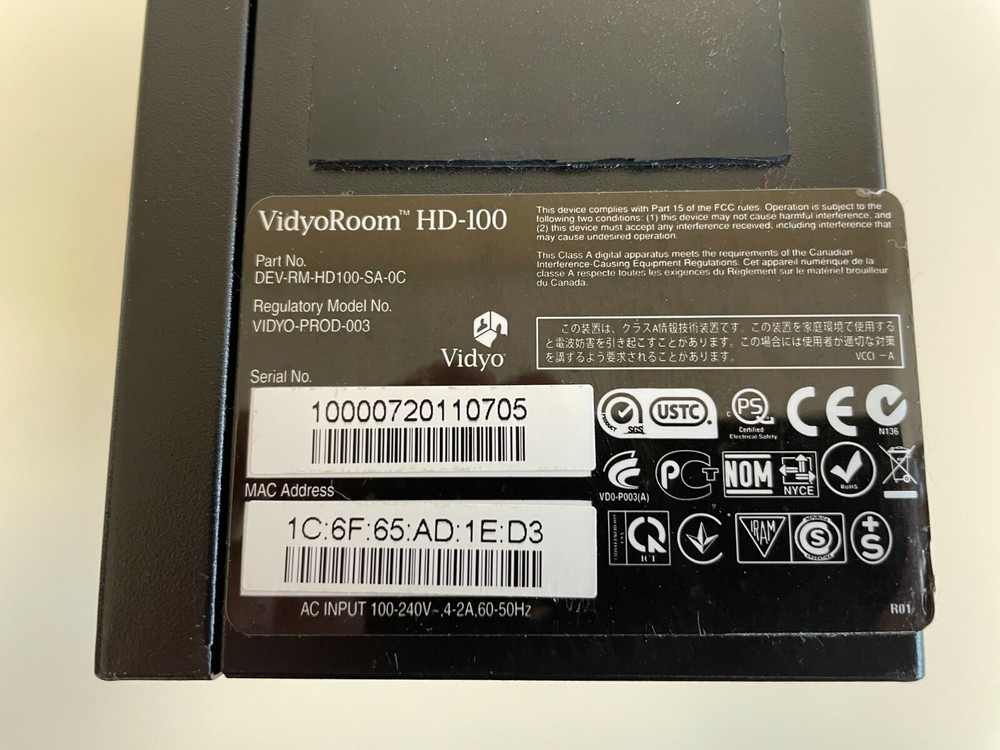 VidyoRoom™ HD-100
Part No.
DEV-RM-HD100-SA-0C
Regulatory Model No.
VIDYO-PROD-003
Vidyo
This device complies with Part 15 of the FCC rules. Operation is subject to the
following two conditions: (1) this device may not cause harmful interference, and
(2) this device must accept any interference received, including interference that
may cause undesired operation.
This Class A digital apparatus meets the requirements of the Canadian
Interference-Causing Equipment Regulations. Cet appareil numérique de la
classe A respecte toutes les exigences du Règlement sur le matériel brouilleur
du Canada.
この装置は、クラスA情報技術装置です。この装置を家庭環境で使用する
と電波妨害を引き起こすことがあります。この場合には使用者が適切な対策
を講ずるよう要求されることがあります。
VCCI-A
Serial No.
10000720110705
MAC Address
1C:6F:65:AD:1E:D3
AC INPUT 100-240V~,4-2A,60-50Hz
PRODUCT SGS USTC
c PS
Certified
Electrical Safety
CE
N136
VD0-P003(A)
PCT
NOM
NYCE
RoHS
IRAM
S
+S
R01